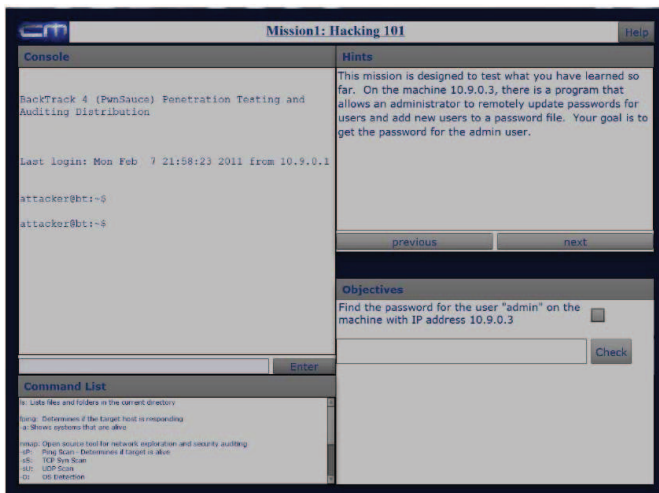 cm
Mission1: Hacking 101
Help
Console
BackTrack 4 (PwnSauce) Penetration Testing and
Auditing Distribution
Last login: Mon Feb 7 21:58:23 2011 from 10.9.0.1
attacker@bt:~$
attacker@bt:~$
Enter
Command List
ls: Lists files and folders in the current directory
fping: Determines if the target host is responding
-a: Shows systems that are alive
nmap: Open source tool for network exploration and security auditing
-sP: Ping Scan - Determines if target is alive
-sS: TCP Syn Scan
-sU: UDP Scan
-O: OS Detection
Hints
This mission is designed to test what you have learned so
far. On the machine 10.9.0.3, there is a program that
allows an administrator to remotely update passwords for
users and add new users to a password file. Your goal is to
get the password for the admin user.
previous
next
Objectives
Find the password for the user "admin" on the
machine with IP address 10.9.0.3
Check